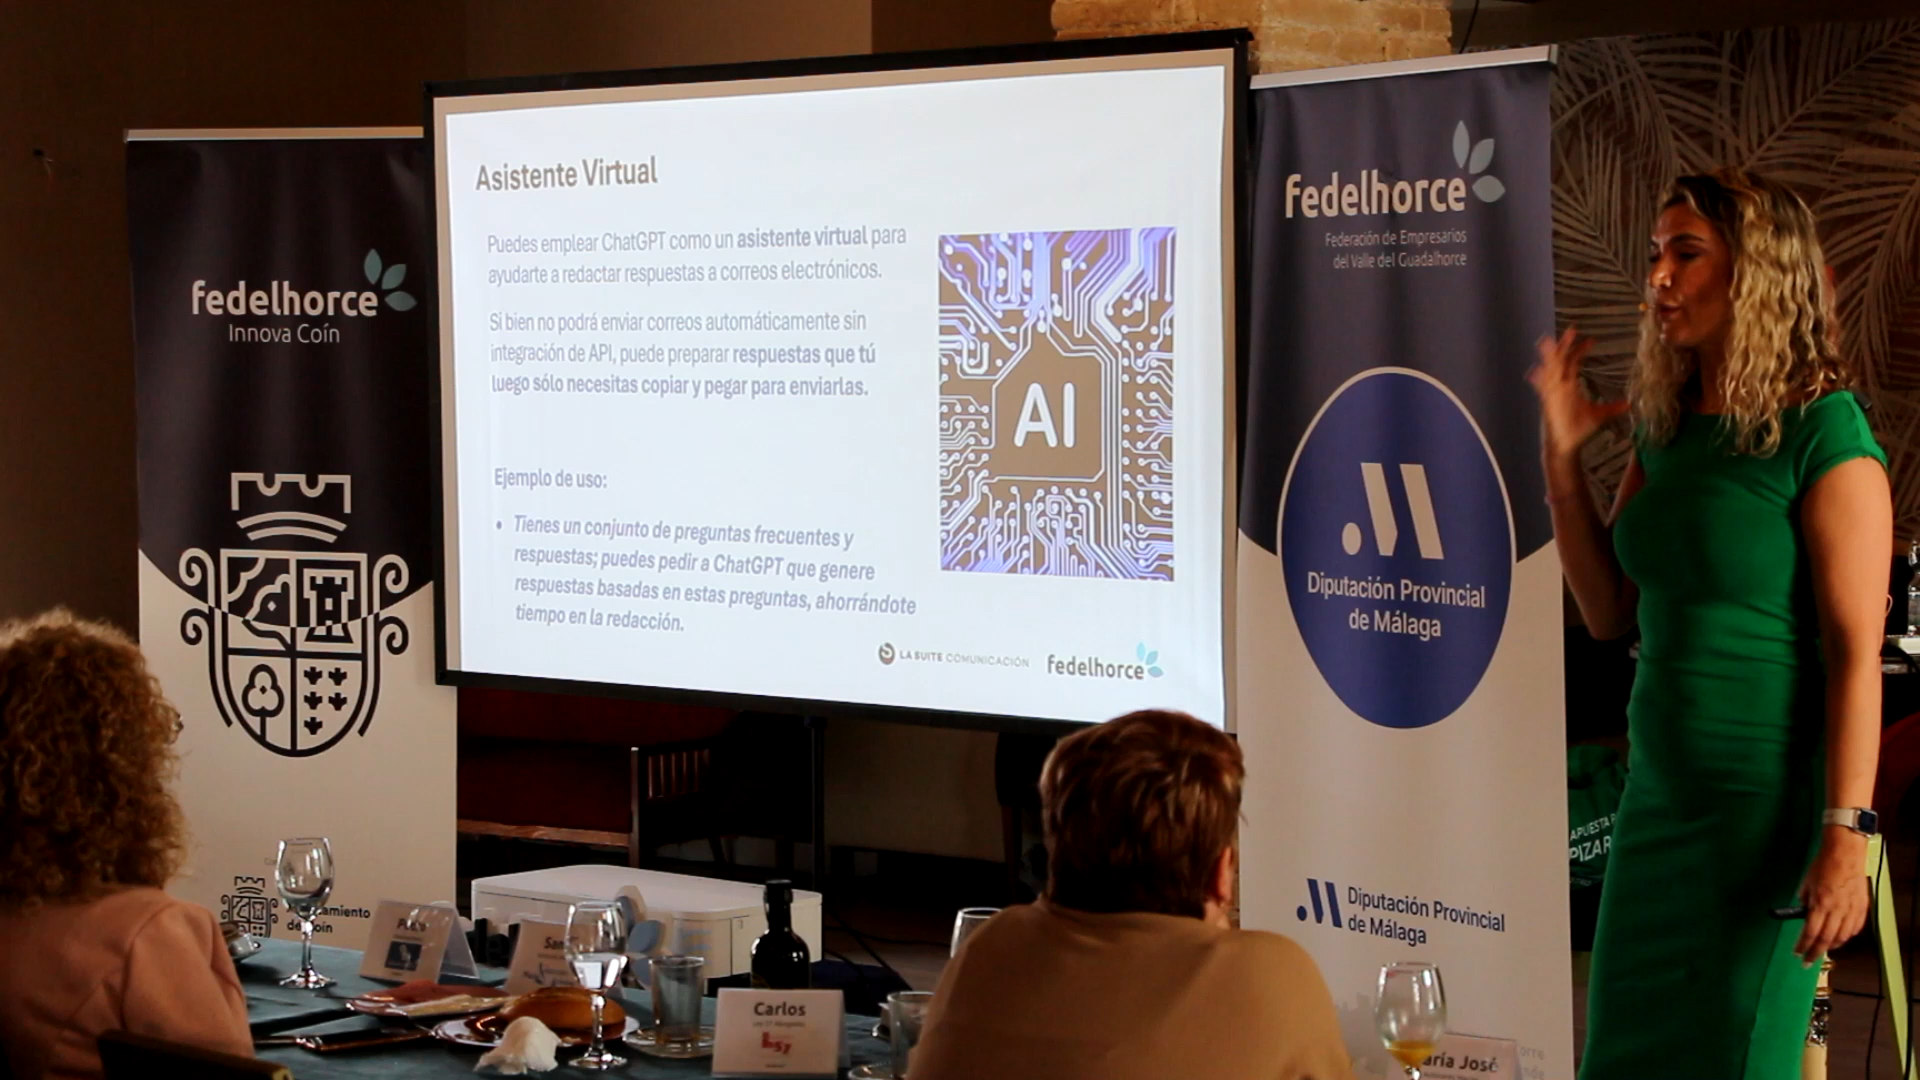 fedelhorce
Innova Coín
Asistente Virtual
Puedes emplear ChatGPT como un asistente virtual para
ayudarte a redactar respuestas a correos electrónicos.
Si bien no podrá enviar correos automáticamente sin
integración de API, puede preparar respuestas que tú
luego sólo necesitas copiar y pegar para enviarlas.
Ejemplo de uso:
• Tienes un conjunto de preguntas frecuentes y
respuestas; puedes pedir a ChatGPT que genere
respuestas basadas en estas preguntas, ahorrándote
tiempo en la redacción.
AI
LA SUITE COMUNICACIÓN
fedelhorce
fedelhorce
Federación de Empresarios
del Valle del Guadalhorce
Diputación Provincial
de Málaga
Diputación Provincial
de Málaga
APUESTA
PIZAR
Carlos
aría José